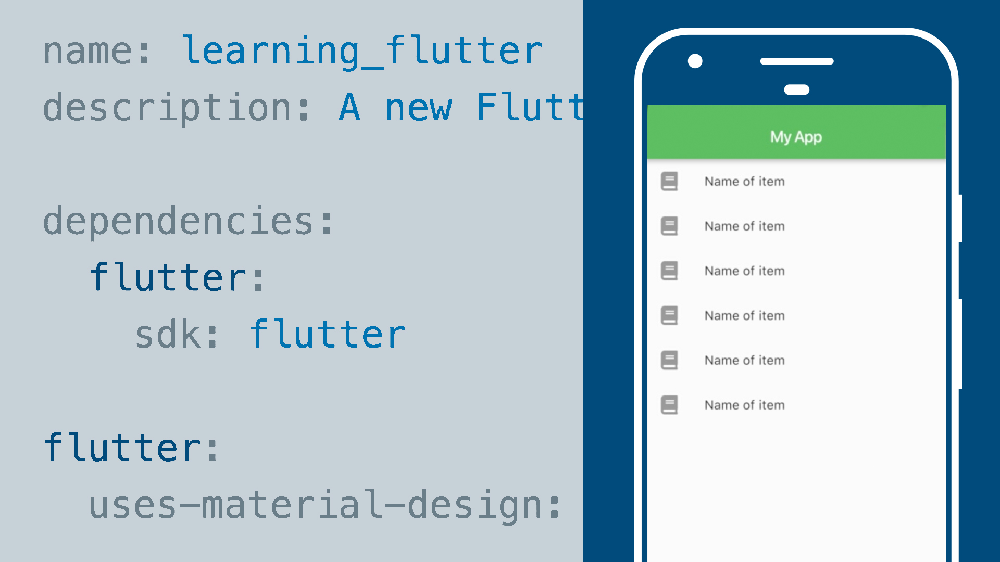 name: learning_flutter
description: A new Flutt
dependencies:
flutter:
sdk: flutter
flutter:
uses-material-design:
My App
Name of item
Name of item
Name of item
Name of item
Name of item
Name of item